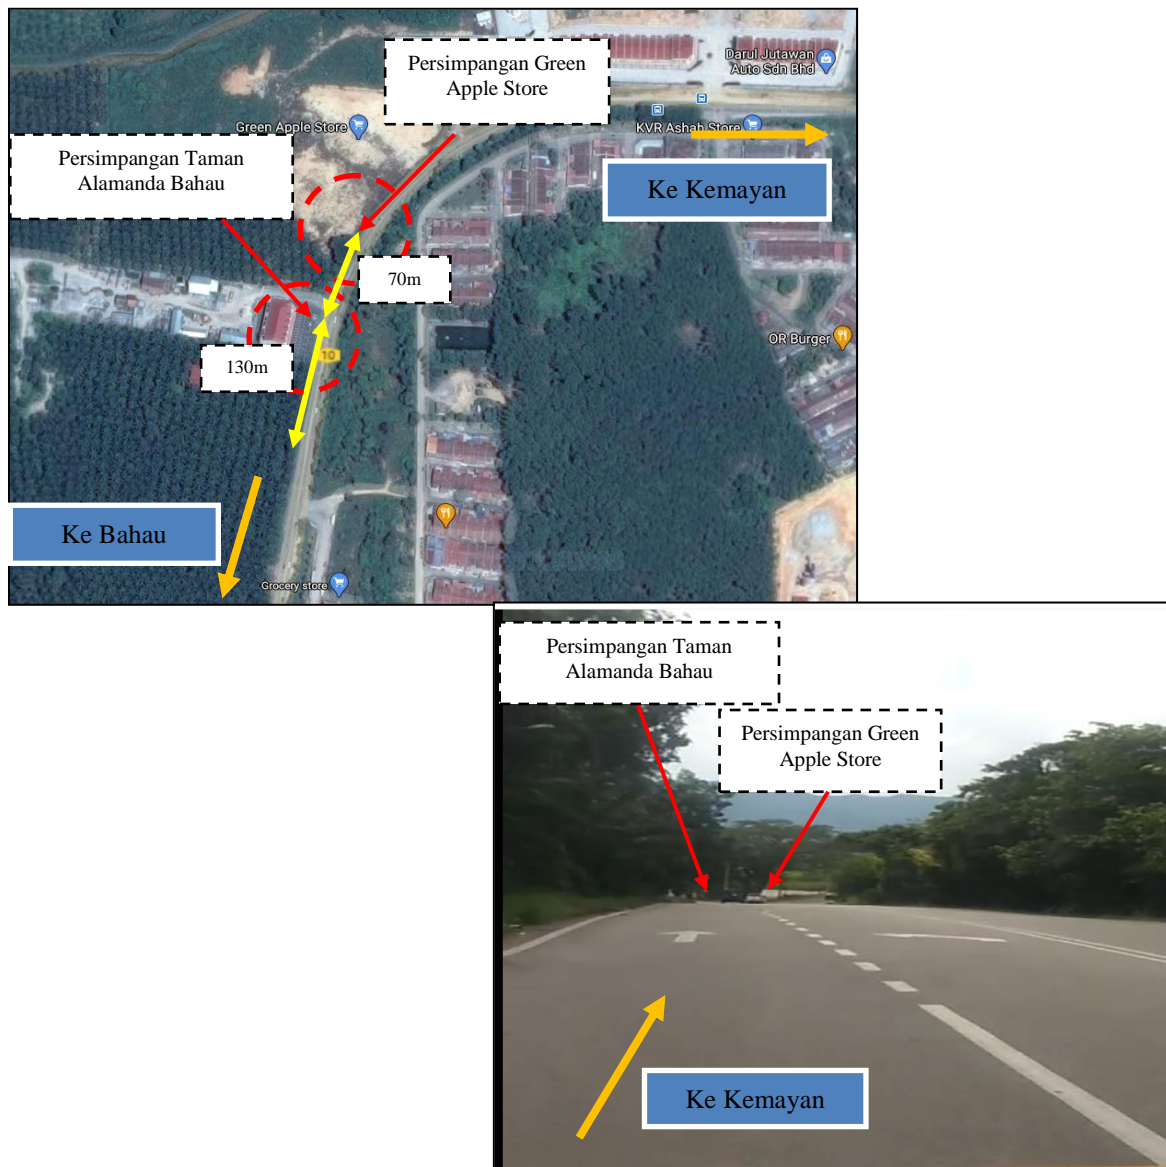 Persimpangan Green
Apple Store
Darul Jutawan
Auto Sdn Bhd
Green Apple Store
KVR Ashah Store
Persimpangan Taman
Alamanda Bahau
Ke Kemayan
70m
OR Burger
10
130m
Ke Bahau
Grocery store
Persimpangan Taman
Alamanda Bahau
Persimpangan Green
Apple Store
Ke Kemayan